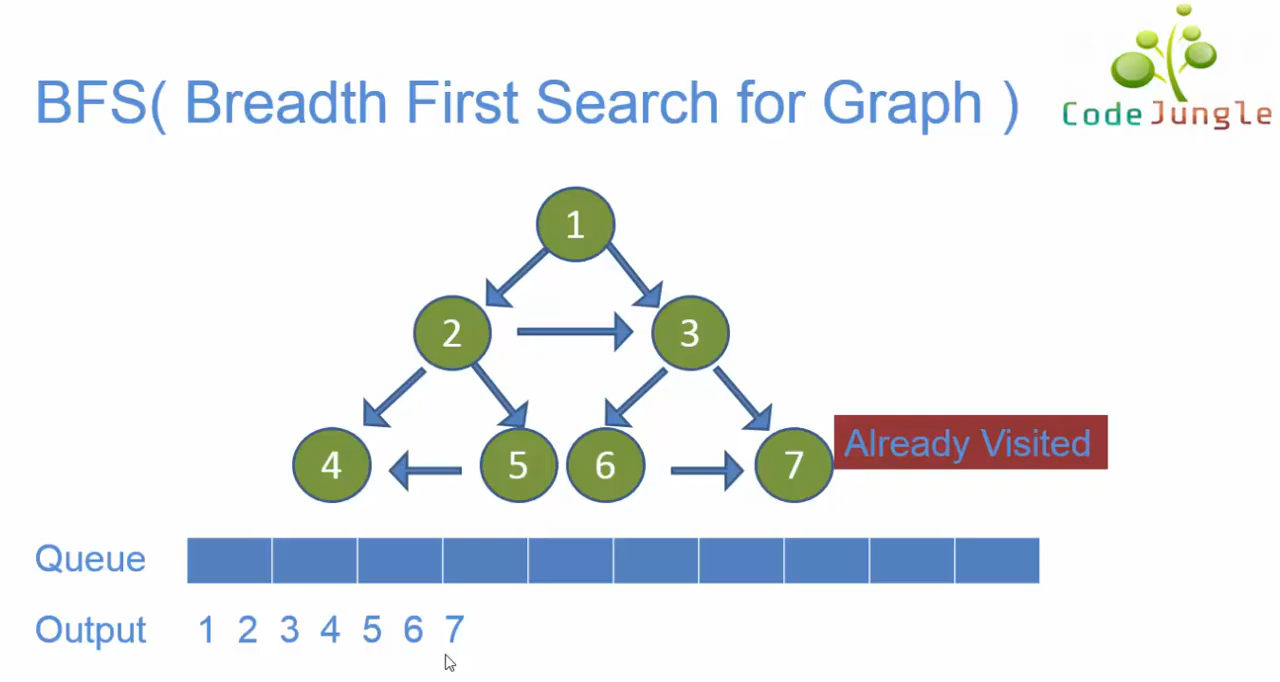 BFS( Breadth First Search for Graph )
CodeJungle
1
2 3
4 5 6 7
Already Visited
Queue
Output 1 2 3 4 5 6 7